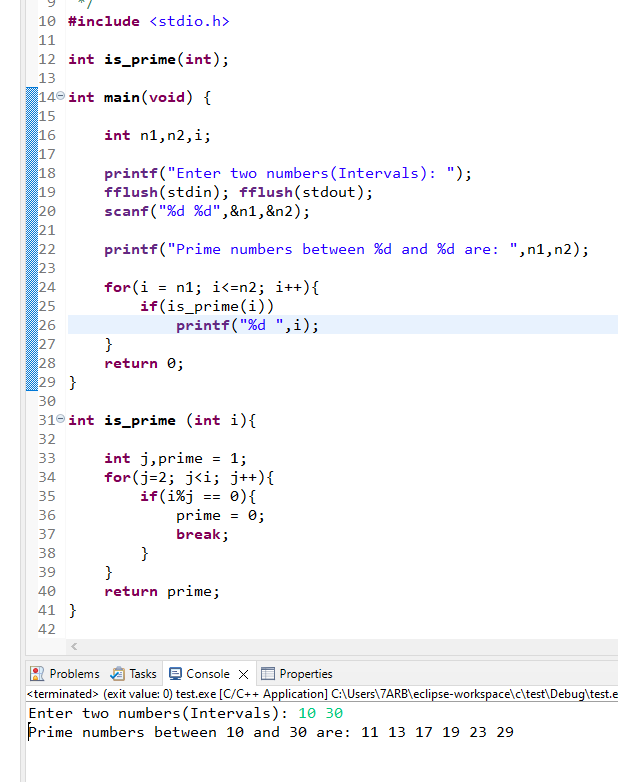 9 */
10 #include <stdio.h>
11
12 int is_prime(int);
13
14 int main(void) {
15
16     int n1,n2,i;
17
18     printf("Enter two numbers(Intervals): ");
19     fflush(stdin); fflush(stdout);
20     scanf("%d %d",&n1,&n2);
21
22     printf("Prime numbers between %d and %d are: ",n1,n2);
23
24     for(i = n1; i<=n2; i++){
25         if(is_prime(i))
26             printf("%d ",i);
27     }
28     return 0;
29 }
30
31 int is_prime (int i){
32
33     int j,prime = 1;
34     for(j=2; j<i; j++){
35         if(i%j == 0){
36             prime = 0;
37             break;
38         }
39     }
40     return prime;
41 }
42
Problems Tasks Console Properties
<terminated> (exit value: 0) test.exe [C/C++ Application] C:\Users\7ARB\eclipse-workspace\c\test\Debug\test.e
Enter two numbers(Intervals): 10 30
Prime numbers between 10 and 30 are: 11 13 17 19 23 29